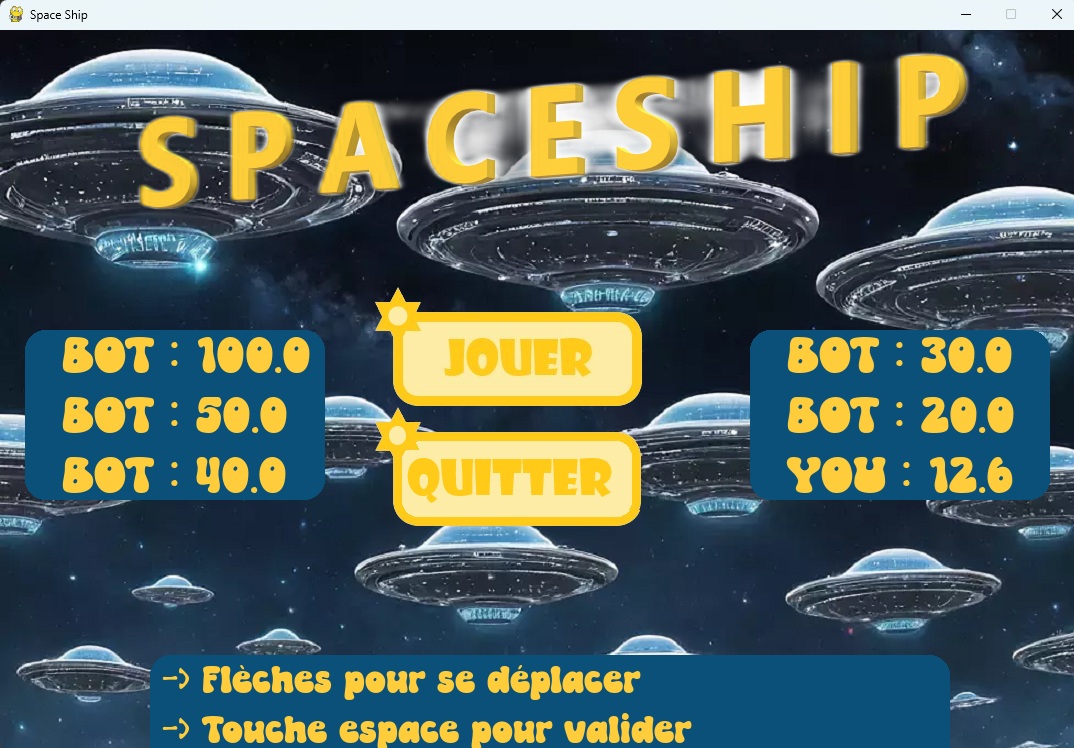 Space Ship
SPACESHIP
BOT : 100.0
BOT : 50.0
BOT : 40.0
JOUER
QUITTER
BOT : 30.0
BOT : 20.0
YOU : 12.6
-> Flèches pour se déplacer
-> Touche espace pour valider